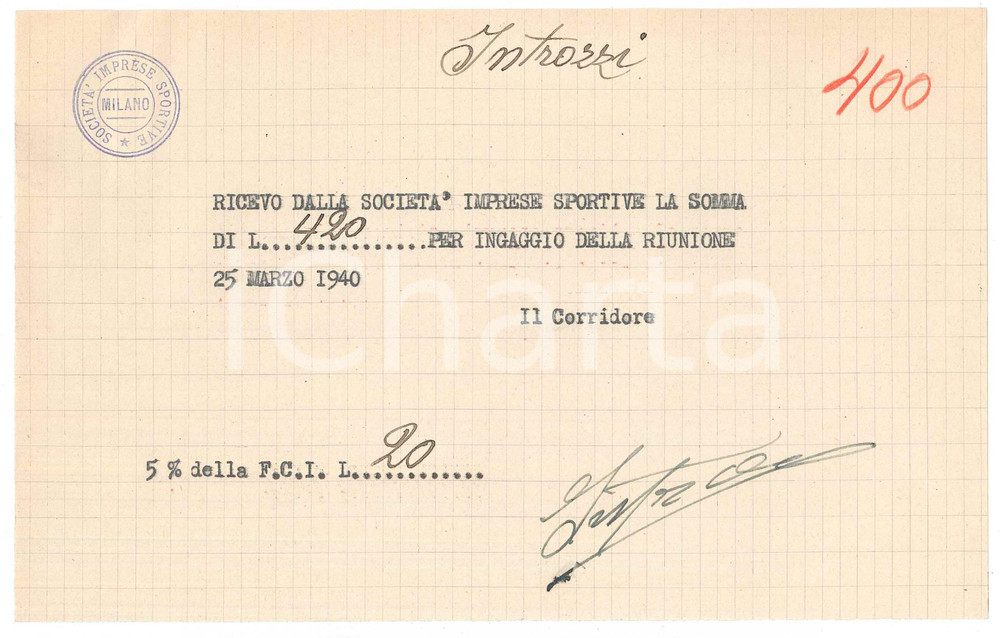 Introzzi
400
SOCIETA' IMPRESE SPORTIVE
MILANO
RICEVO DALLA SOCIETA' IMPRESE SPORTIVE LA SOMMA
DI L...420............PER INGAGGIO DELLA RIUNIONE
25 MARZO 1940
Il Corridore
iCharta
5 % della F.C.I. L...20..........